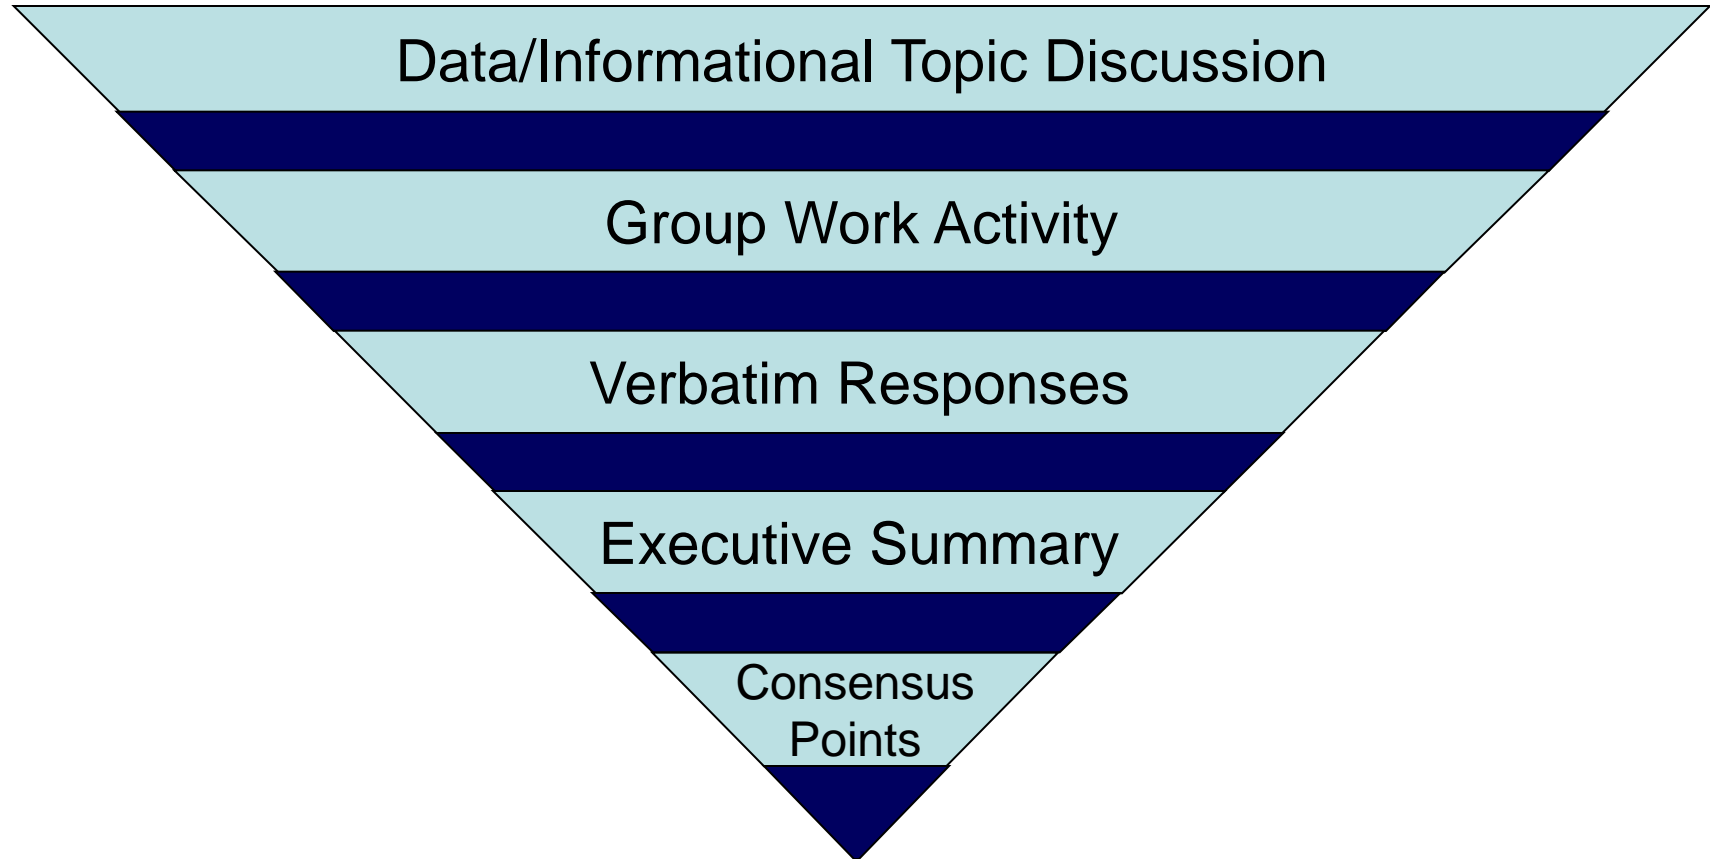 Data/Informational Topic Discussion
Group Work Activity
Verbatim Responses
Executive Summary
Consensus
Points